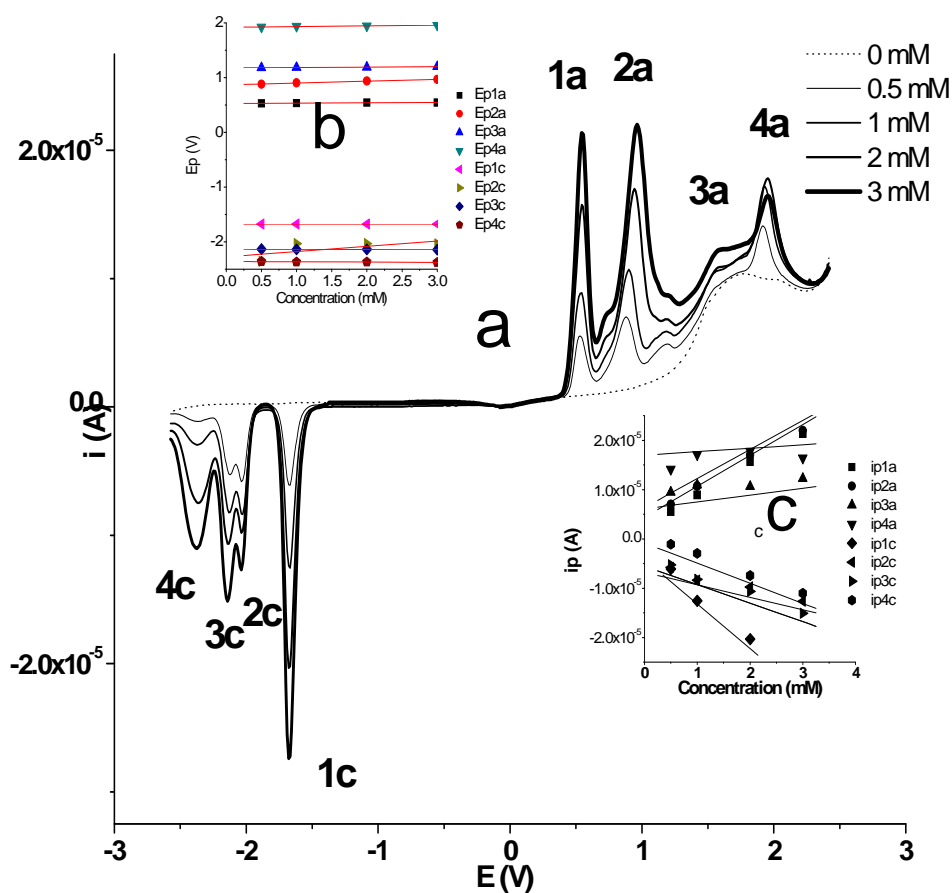 2
1
0
-1
-2
Ep (V)
0.5
1.0
1.5
2.0
2.5
3.0
Concentration (mM)
b
Ep1a
Ep2a
Ep3a
Ep4a
Ep1c
Ep2c
Ep3c
Ep4c
1a
2a
3a
4a
0 mM
0.5 mM
1 mM
2 mM
3 mM
a
2.0x10-5
0.0
-2.0x10-5
i (A)
4c
3c
2c
1c
2.0x10-5
1.0x10-5
0.0
-1.0x10-5
-2.0x10-5
ip (A)
c C
0
1
2
3
4
Concentration (mM)
ip1a
ip2a
ip3a
ip4a
ip1c
ip2c
ip3c
ip4c
-3
-2
-1
0
1
2
3
E (V)